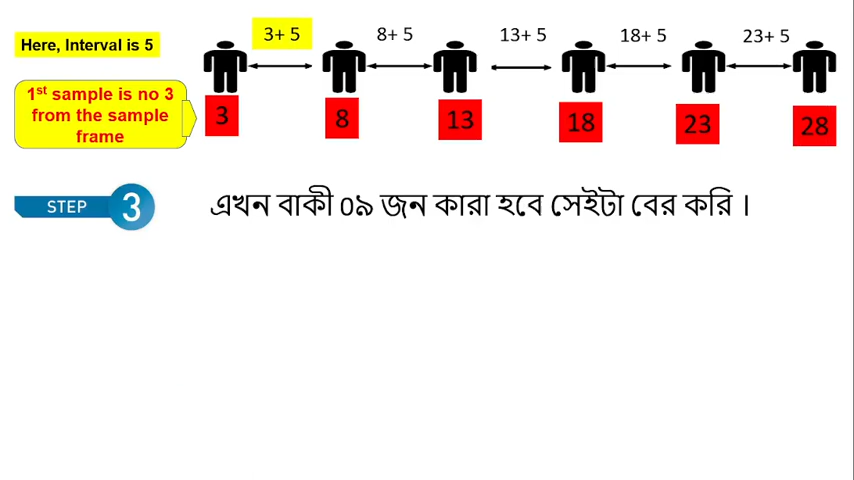 Here, Interval is 5
3+ 5
8+ 5
13+ 5
18+ 5
23+ 5
1st sample is no 3
from the sample
frame
3
8
13
18
23
28
STEP 3
এখন বাকী 0৯ জন কারা হবে সেইটা বের করি ।